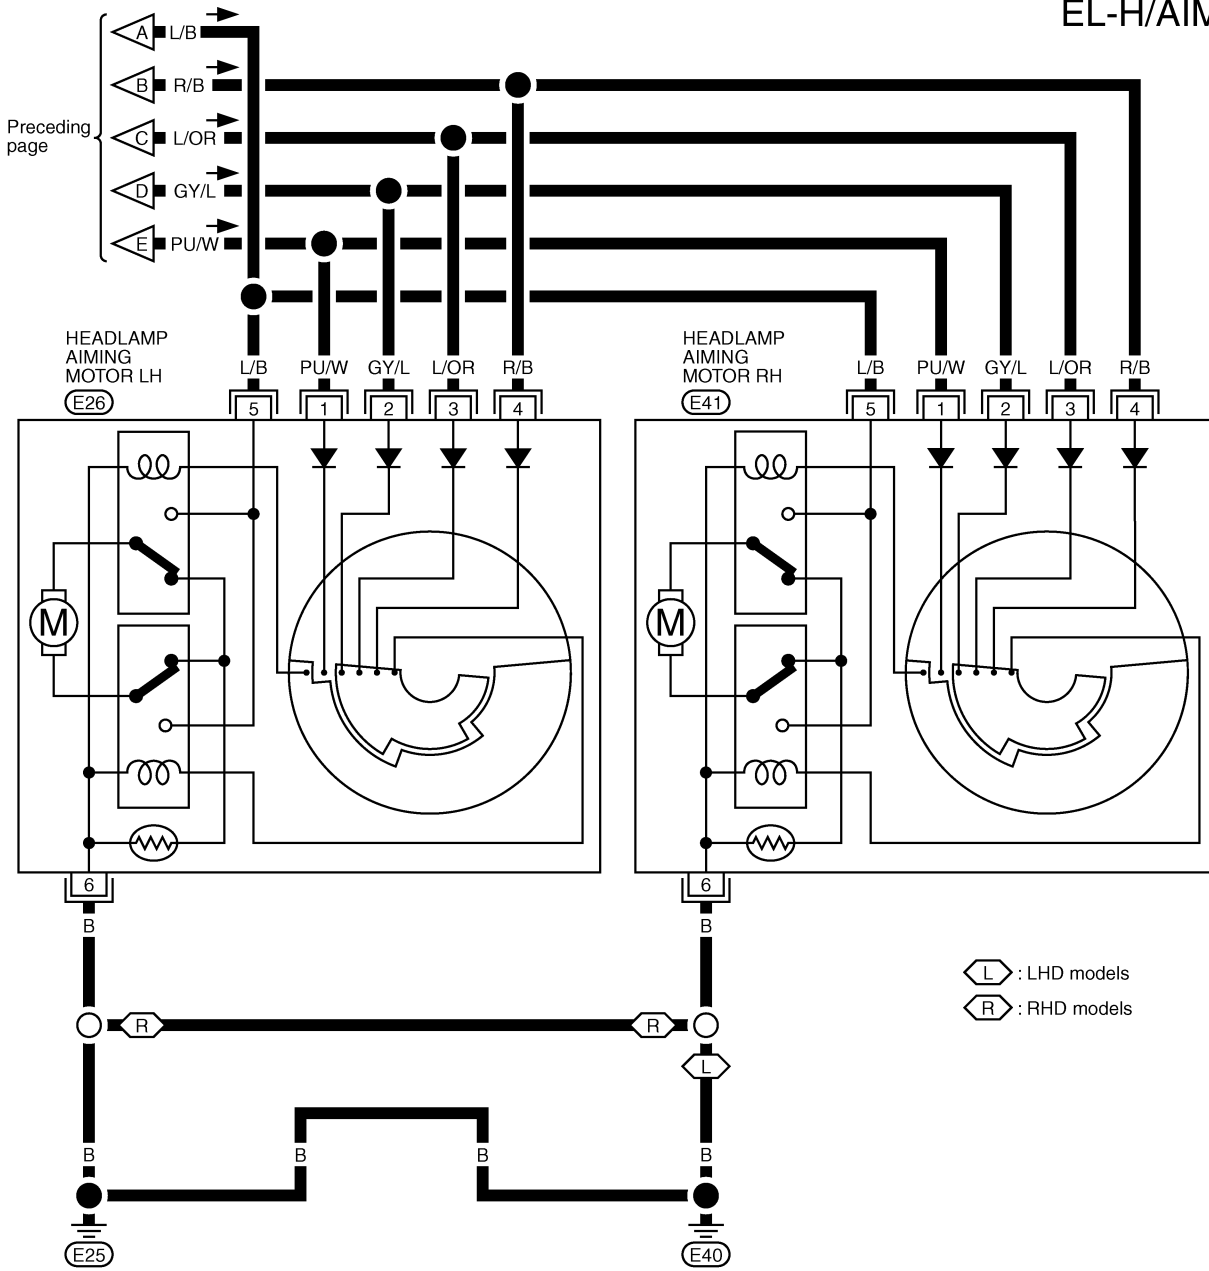 EL-H/AIM
A L/B
B R/B
Preceding
page
C L/OR
D GY/L
E PU/W
HEADLAMP
AIMING
MOTOR LH
E26
L/B PU/W GY/L L/OR R/B
5 1 2 3 4
HEADLAMP
AIMING
MOTOR RH
E41
L/B PU/W GY/L L/OR R/B
5 1 2 3 4
M
M
6
6
B
B
L : LHD models
R : RHD models
R R
L
B B B B
E25
E40